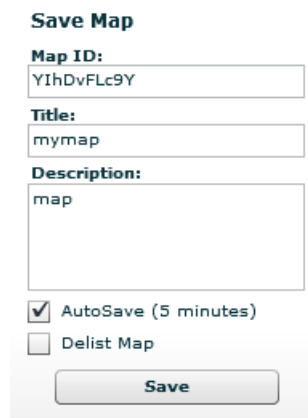 Save Map
Map ID:
YIhDvFLc9Y
Title:
mymap
Description:
map
AutoSave (5 minutes)
Delist Map
Save